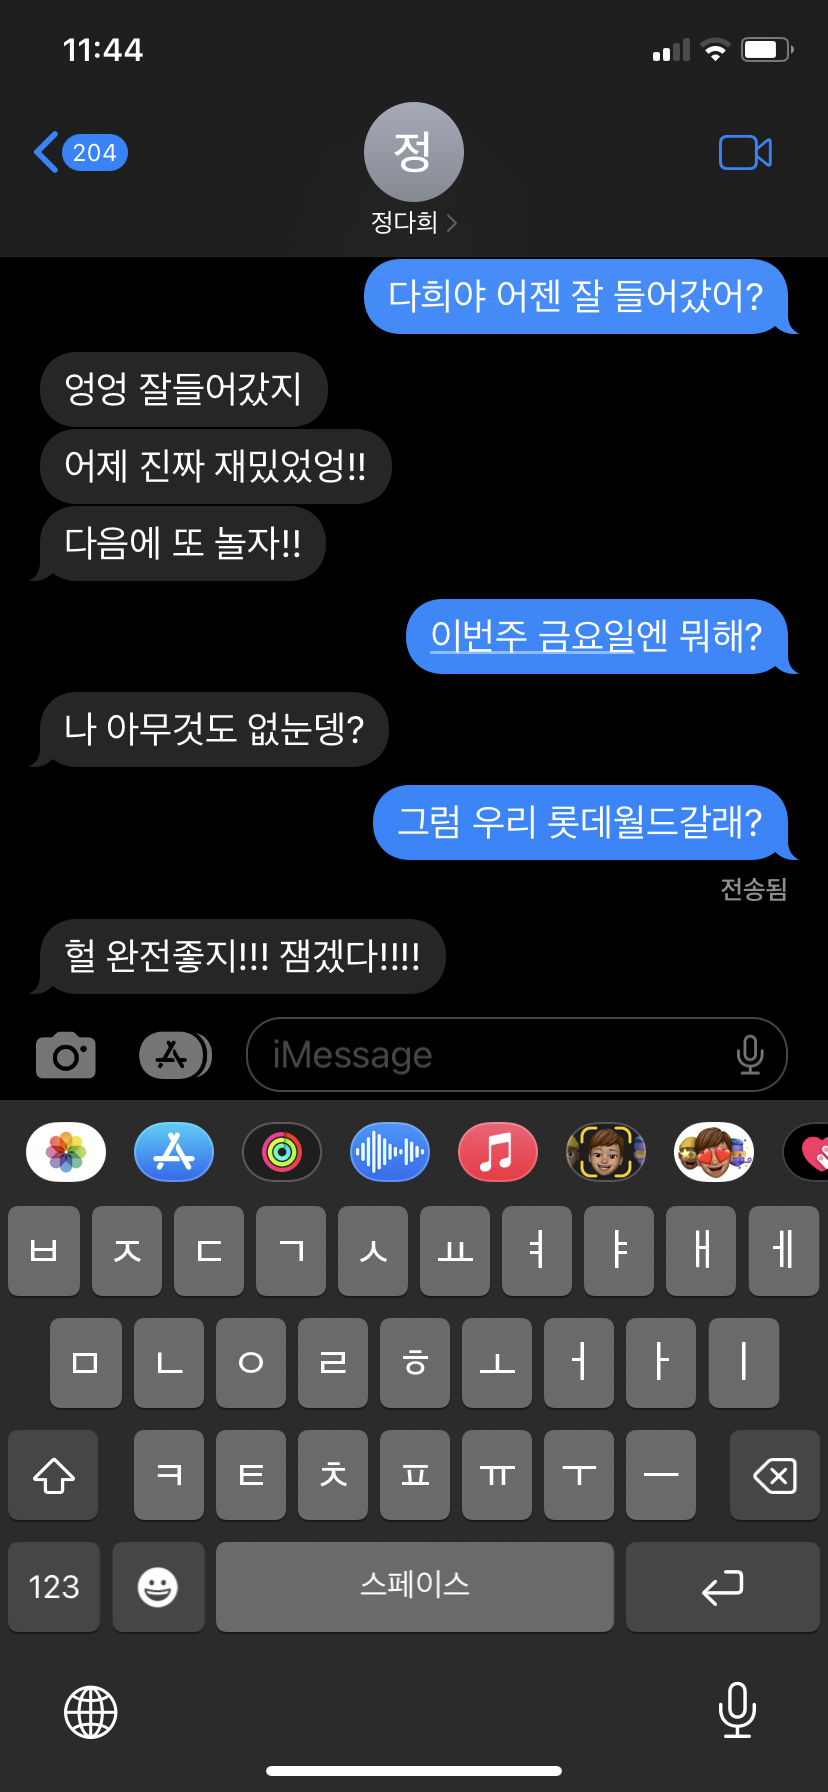 11:44
204
정
정다희
다희야 어젠 잘 들어갔어?
엉엉 잘들어갔지
어제 진짜 재밌었엉!!
다음에 또 놀자!!
이번주 금요일엔 뭐해?
나 아무것도 없눈뎅?
그럼 우리 롯데월드갈래?
전송됨
헐 완전좋지!!! 잼겠다!!!!
iMessage
ㅂ ㅈ ㄷ ㄱ ㅅ ㅛ ㅕ ㅑ ㅐ ㅔ
ㅁ ㄴ ㅇ ㄹ ㅎ ㅗ ㅓ ㅏ ㅣ
ㅋ ㅌ ㅊ ㅍ ㅠ ㅜ ㅡ
123 스페이스